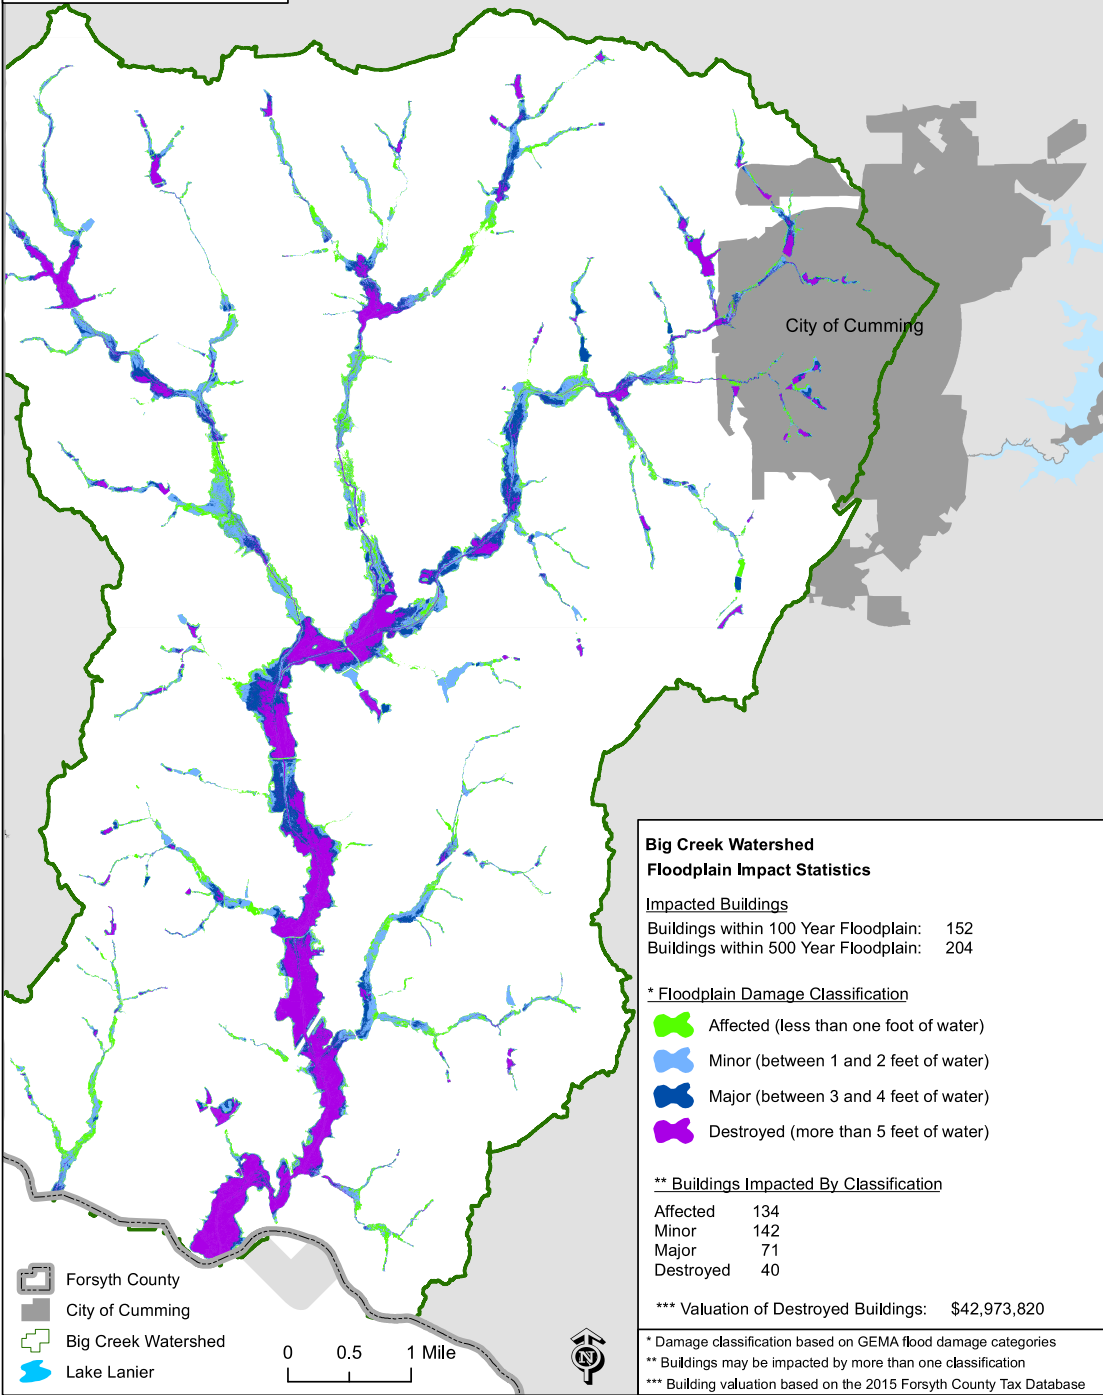 City of Cumming
Big Creek Watershed
Floodplain Impact Statistics
Impacted Buildings
Buildings within 100 Year Floodplain: 152
Buildings within 500 Year Floodplain: 204
* Floodplain Damage Classification
Affected (less than one foot of water)
Minor (between 1 and 2 feet of water)
Major (between 3 and 4 feet of water)
Destroyed (more than 5 feet of water)
** Buildings Impacted By Classification
Affected 134
Minor 142
Major 71
Destroyed 40
*** Valuation of Destroyed Buildings: $42,973,820
* Damage classification based on GEMA flood damage categories
** Buildings may be impacted by more than one classification
*** Building valuation based on the 2015 Forsyth County Tax Database
Forsyth County
City of Cumming
Big Creek Watershed
Lake Lanier
0 0.5 1 Mile
N